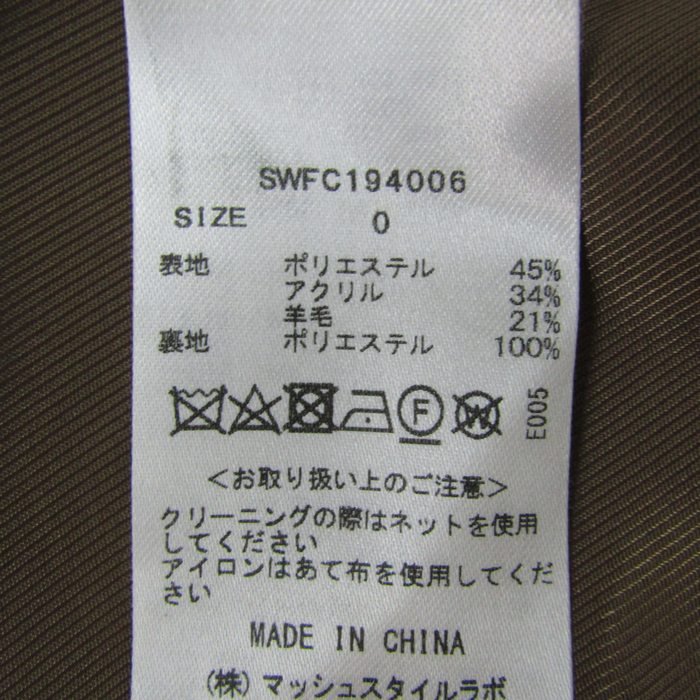 SWFC194006
SIZE 0
表地 ポリエステル 45%
アクリル 34%
羊毛 21%
裏地 ポリエステル 100%
F W E005
<お取り扱い上のご注意>
クリーニングの際はネットを使用
してください
アイロンはあて布を使用してくだ
さい
MADE IN CHINA
(株)マッシュスタイルラボ